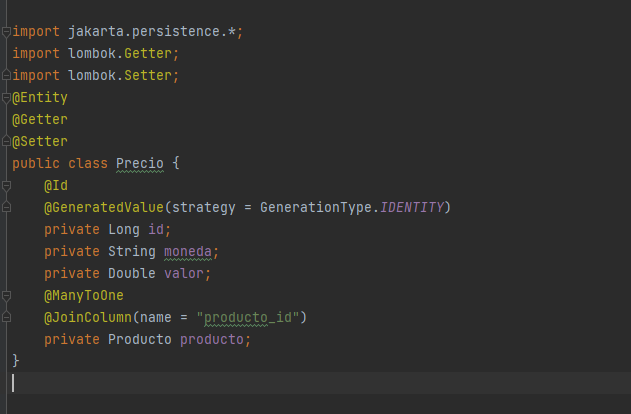 import jakarta.persistence.*;
import lombok.Getter;
import lombok.Setter;
@Entity
@Getter
@Setter
public class Precio {
    @Id
    @GeneratedValue(strategy = GenerationType.IDENTITY)
    private Long id;
    private String moneda;
    private Double valor;
    @ManyToOne
    @JoinColumn(name = "producto_id")
    private Producto producto;
}